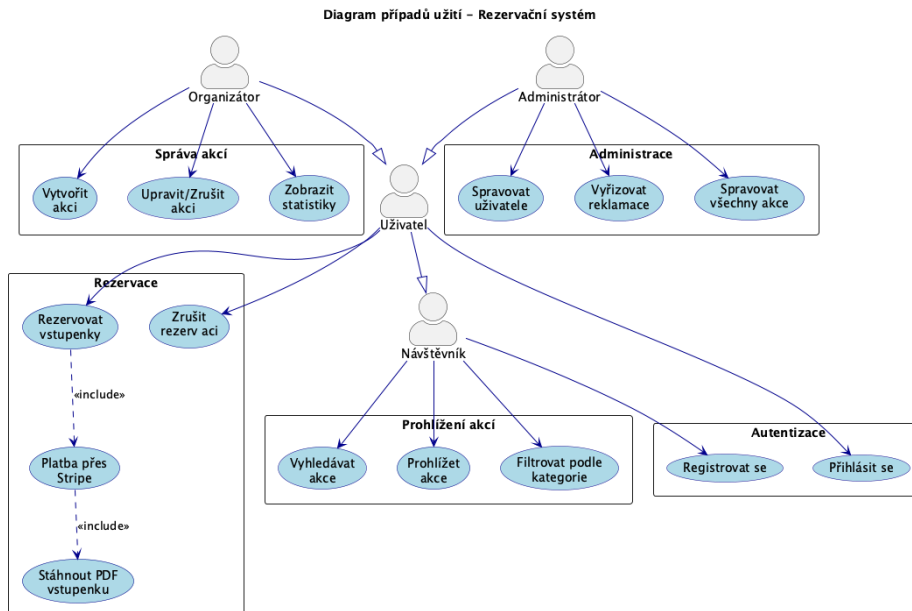 Diagram případů užití - Rezervační systém
Organizátor
Administrátor
Správa akcí
Vytvořit
akci
Upravit/Zrušit
akci
Zobrazit
statistiky
Administrace
Spravovat
uživatele
Vyřizovat
reklamace
Spravovat
všechny akce
Uživatel
Rezervace
Rezervovat
vstupenky
Zrušit
rezerv aci
«include»
Platba přes
Stripe
«include»
Stáhnout PDF
vstupenku
Návštěvník
Prohlížení akcí
Vyhledávat
akce
Prohlížet
akce
Filtrovat podle
kategorie
Autentizace
Registrovat se
Přihlásit se